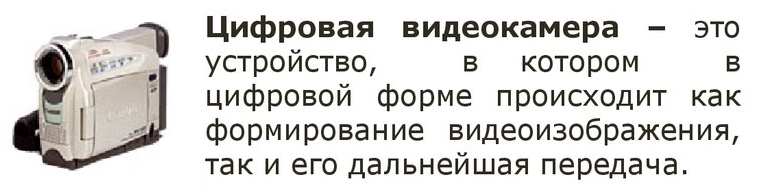 Цифровая видеокамера – это
устройство, в котором в
цифровой форме происходит как
формирование видеоизображения,
так и его дальнейшая передача.